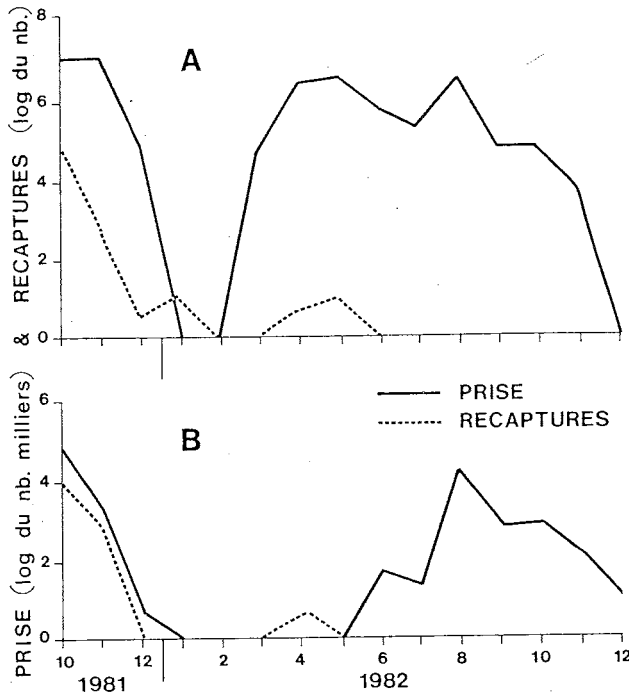 8
6
4
2
0
A
& RECAPTURES (log du nb.)
PRISE (log du nb. milliers)
6
4
2
0
B
PRISE
RECAPTURES
10 12 2 4 6 8 10 12
1981 1982